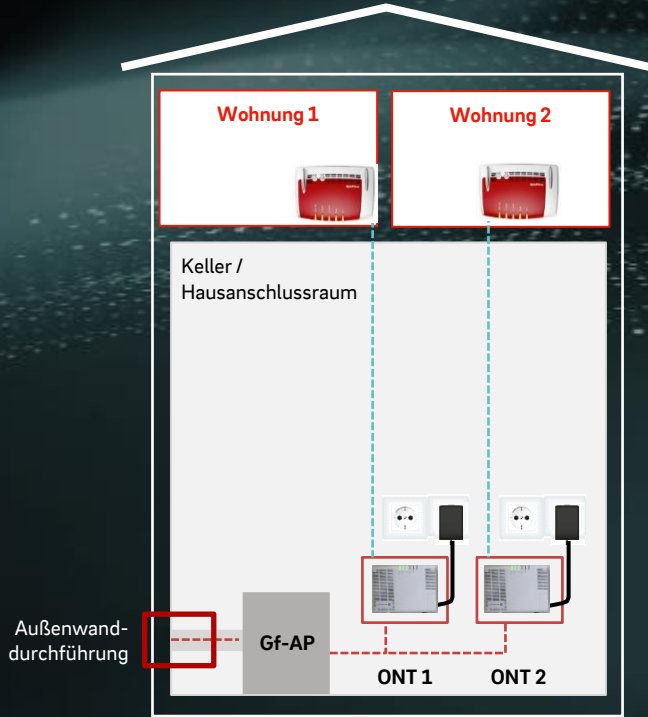 Wohnung 1
Wohnung 2
Keller /
Hausanschlussraum
Außenwand-
durchführung
Gf-AP
ONT 1
ONT 2